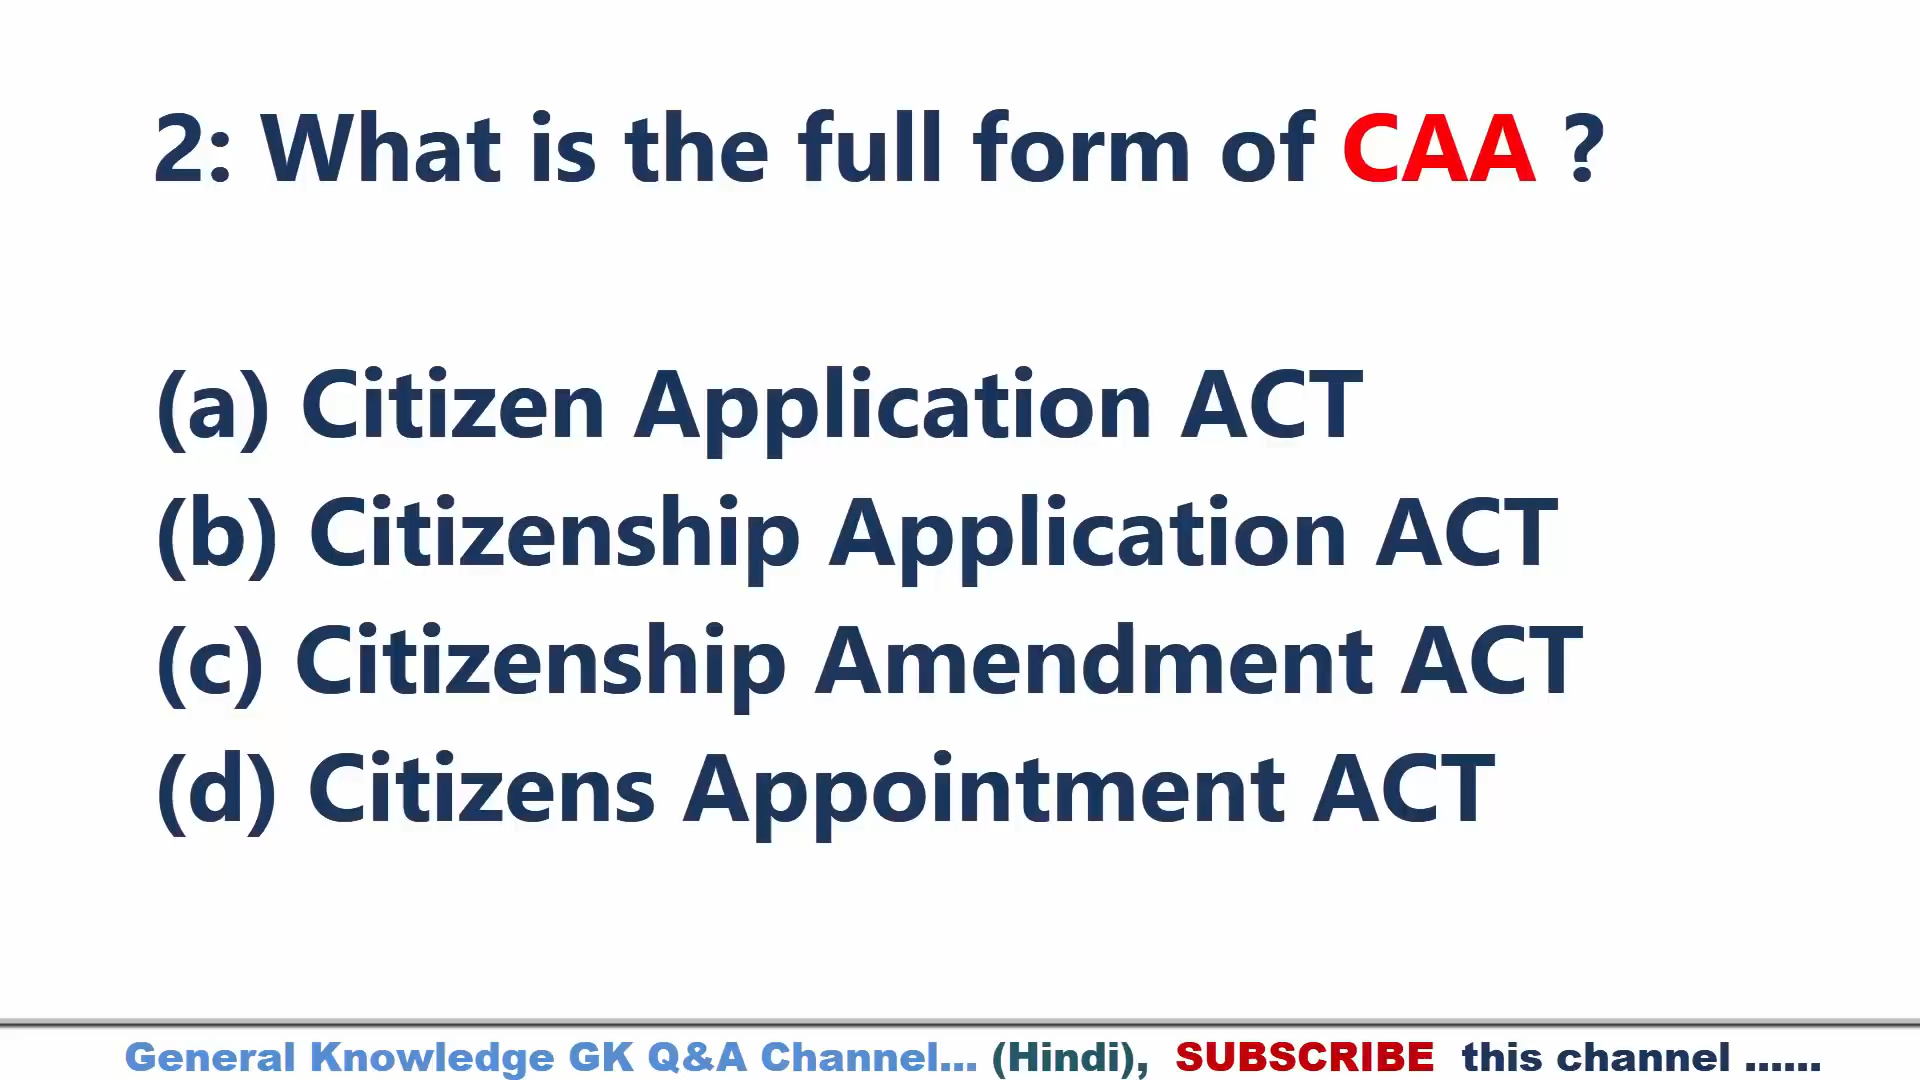 2: What is the full form of CAA ?
(a) Citizen Application ACT
(b) Citizenship Application ACT
(c) Citizenship Amendment ACT
(d) Citizens Appointment ACT
General Knowledge GK Q&A Channel... (Hindi), SUBSCRIBE this channel ......